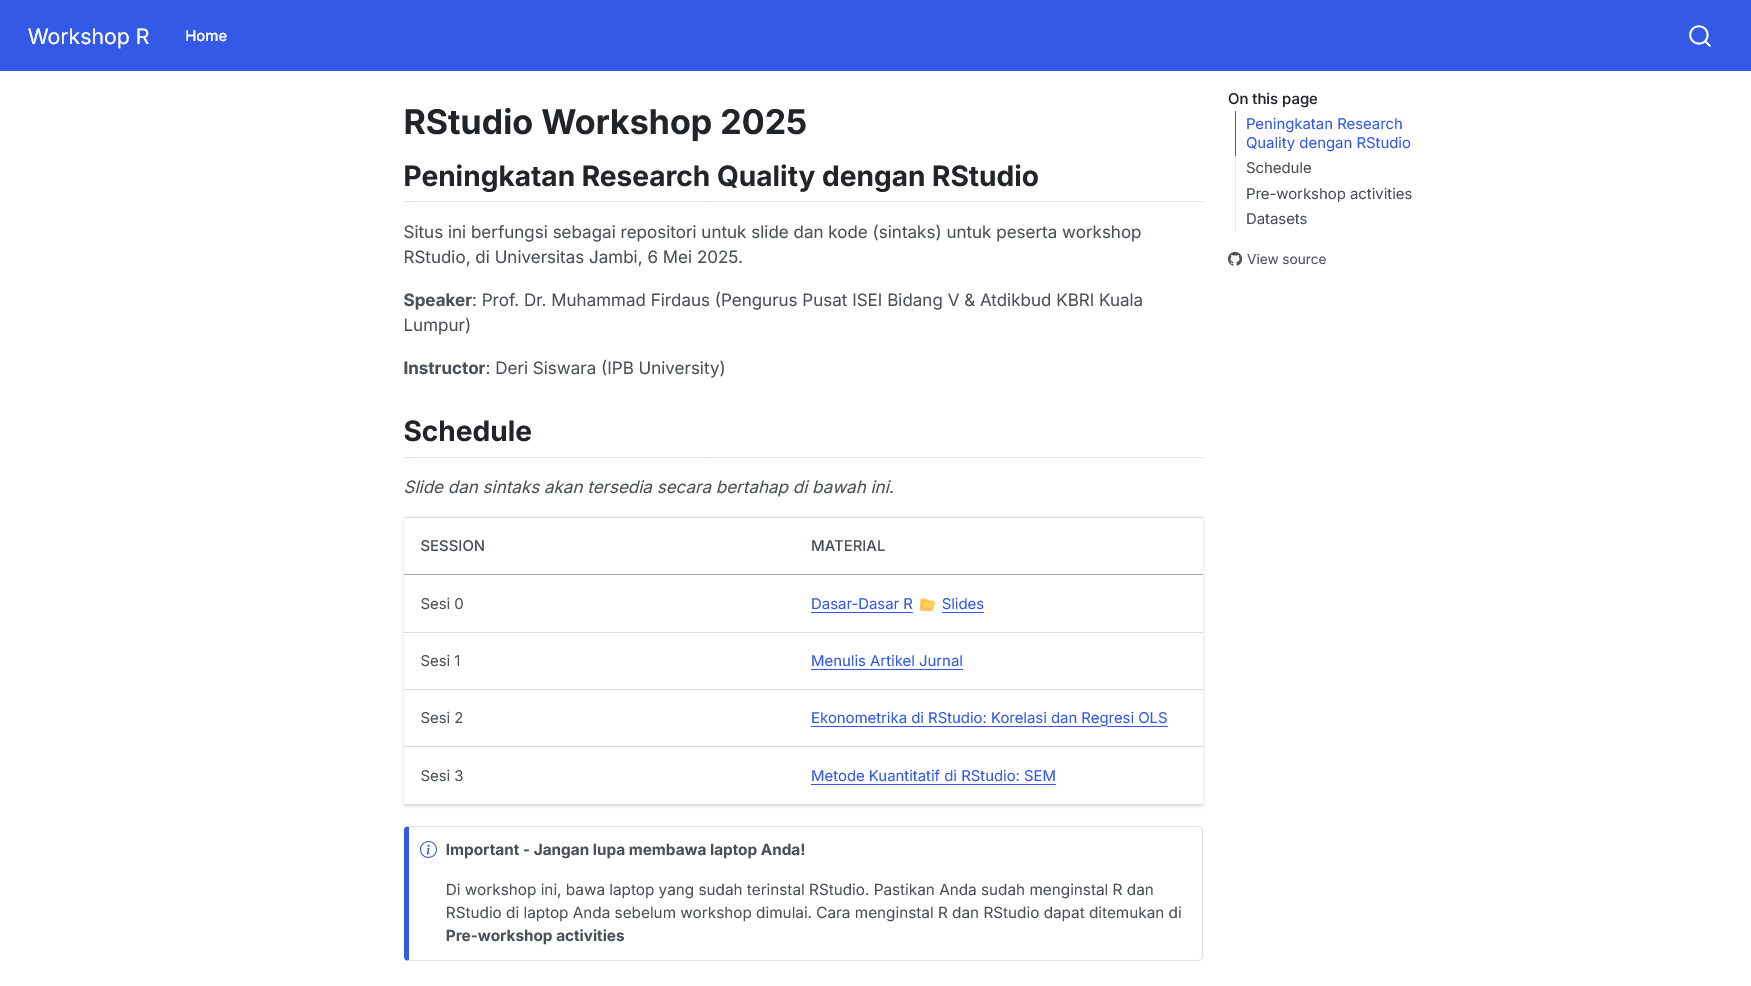 Workshop R
Home
RStudio Workshop 2025
Peningkatan Research Quality dengan RStudio
Situs ini berfungsi sebagai repositori untuk slide dan kode (sintaks) untuk peserta workshop
RStudio, di Universitas Jambi, 6 Mei 2025.
Speaker: Prof. Dr. Muhammad Firdaus (Pengurus Pusat ISEI Bidang V & Atdikbud KBRI Kuala
Lumpur)
Instructor: Deri Siswara (IPB University)
Schedule
Slide dan sintaks akan tersedia secara bertahap di bawah ini.
SESSION MATERIAL
Sesi 0 Dasar-Dasar R Slides
Sesi 1 Menulis Artikel Jurnal
Sesi 2 Ekonometrika di RStudio: Korelasi dan Regresi OLS
Sesi 3 Metode Kuantitatif di RStudio: SEM
Important - Jangan lupa membawa laptop Anda!
Di workshop ini, bawa laptop yang sudah terinstal RStudio. Pastikan Anda sudah menginstal R dan
RStudio di laptop Anda sebelum workshop dimulai. Cara menginstal R dan RStudio dapat ditemukan di
Pre-workshop activities
On this page
Peningkatan Research
Quality dengan RStudio
Schedule
Pre-workshop activities
Datasets
View source